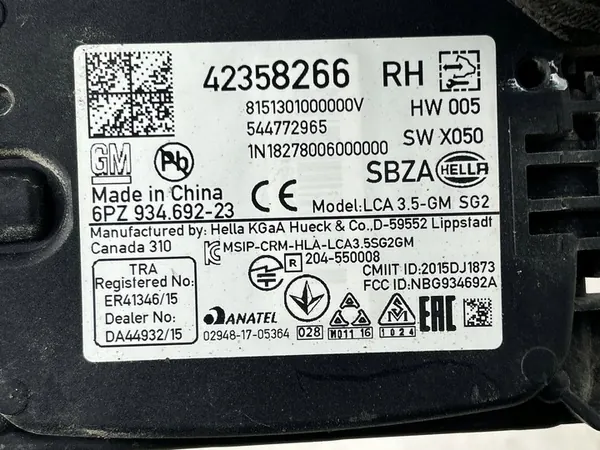 42358266 RH
8151301000000V HW 005
544772965 SW X050
1N18278006000000 SBZA HELLA
GM Pb
Made in China CE
6PZ 934.692-23 Model:LCA 3.5-GM SG2
Manufactured by: Hella KGaA Hueck & Co.,D-59552 Lippstadt
Canada 310 MSIP-CRM-HLA-LCA3.5SG2GM
TRA
Registered No:
ER41346/15
Dealer No:
DA44932/15
R 204-550008
CMIIT ID:2015DJ1873
FCC ID:NBG934692A
ANATEL
02948-17-05364
028
M011 16
1024
EAC